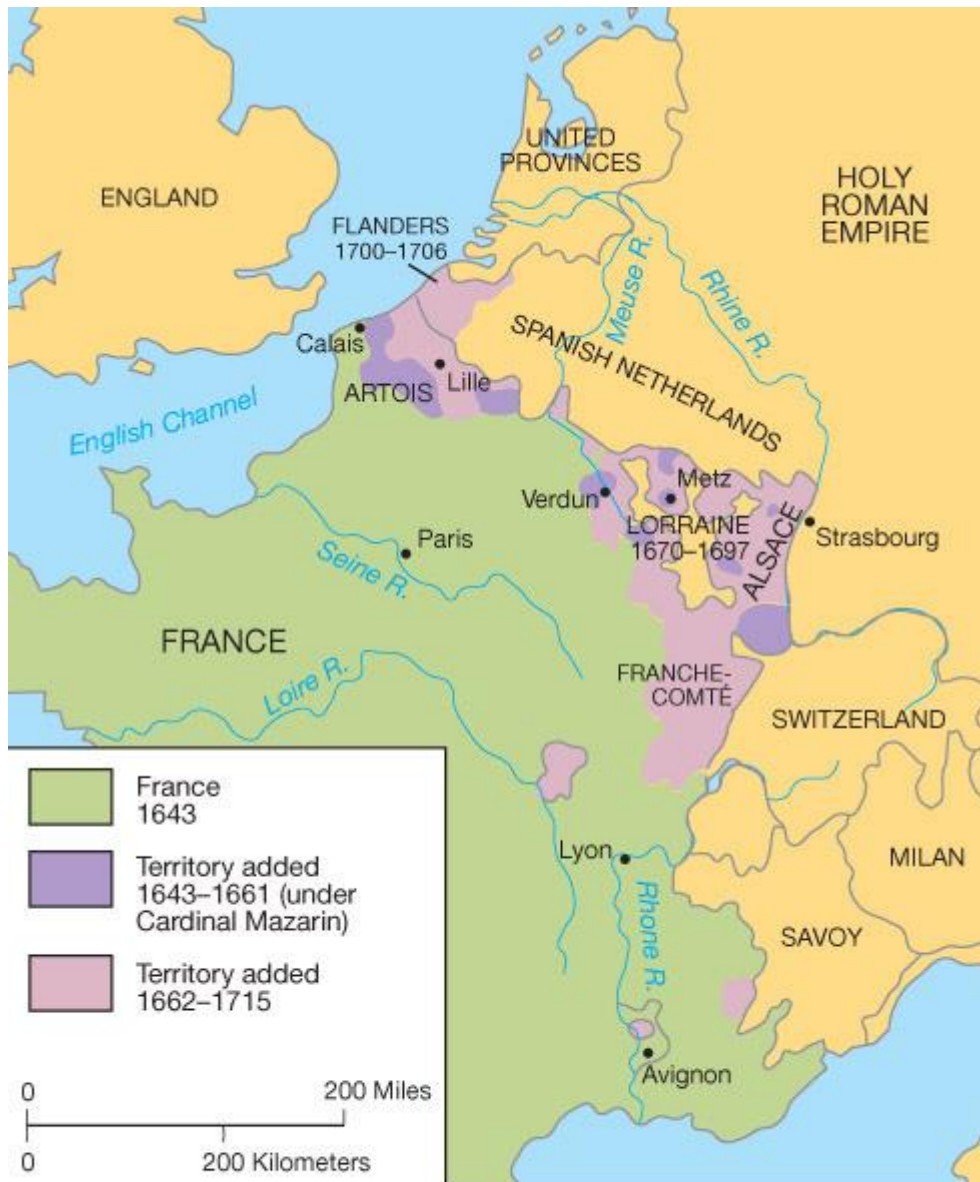 UNITED
PROVINCES
ENGLAND
HOLY
ROMAN
EMPIRE
FLANDERS
1700–1706
Meuse R.
Rhine R.
Calais
SPANISH NETHERLANDS
ARTOIS
Lille
English Channel
Verdun
Metz
LORRAINE
1670–1697
ALSACE
Strasbourg
Paris
Seine R.
FRANCE
Loire R.
FRANCHE-
COMTÉ
SWITZERLAND
France
1643
Territory added
1643–1661 (under
Cardinal Mazarin)
Territory added
1662–1715
Lyon
MILAN
SAVOY
Rhone R.
Avignon
0
200 Miles
0
200 Kilometers